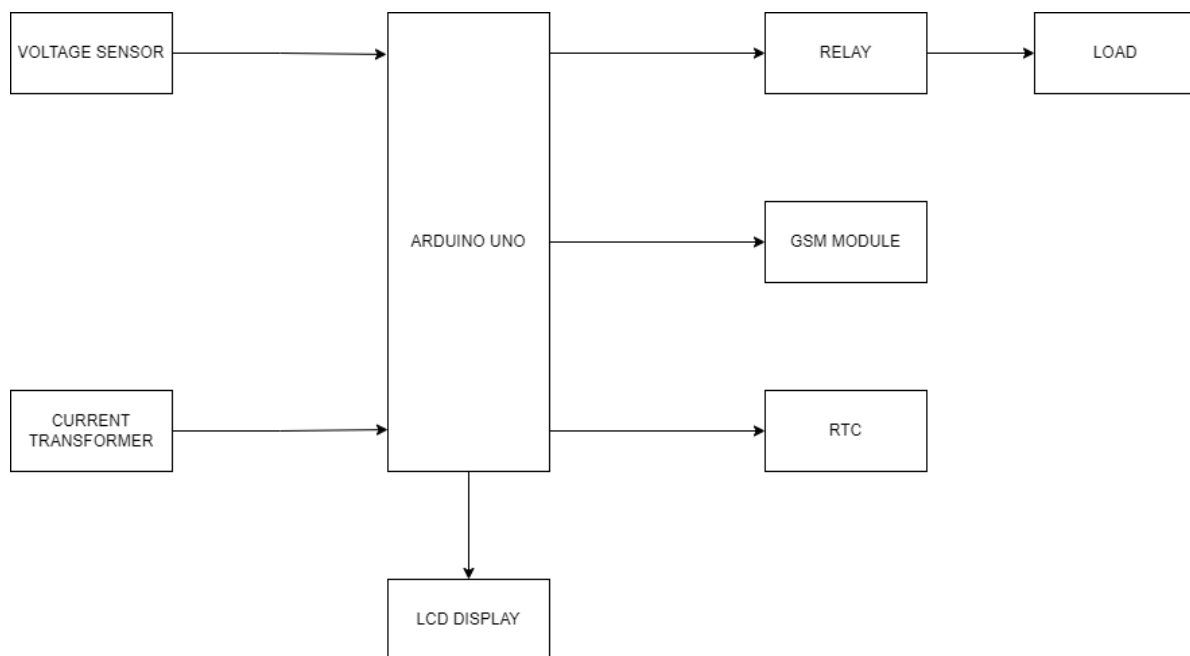 VOLTAGE SENSOR
RELAY
LOAD
ARDUINO UNO
GSM MODULE
CURRENT
TRANSFORMER
RTC
LCD DISPLAY